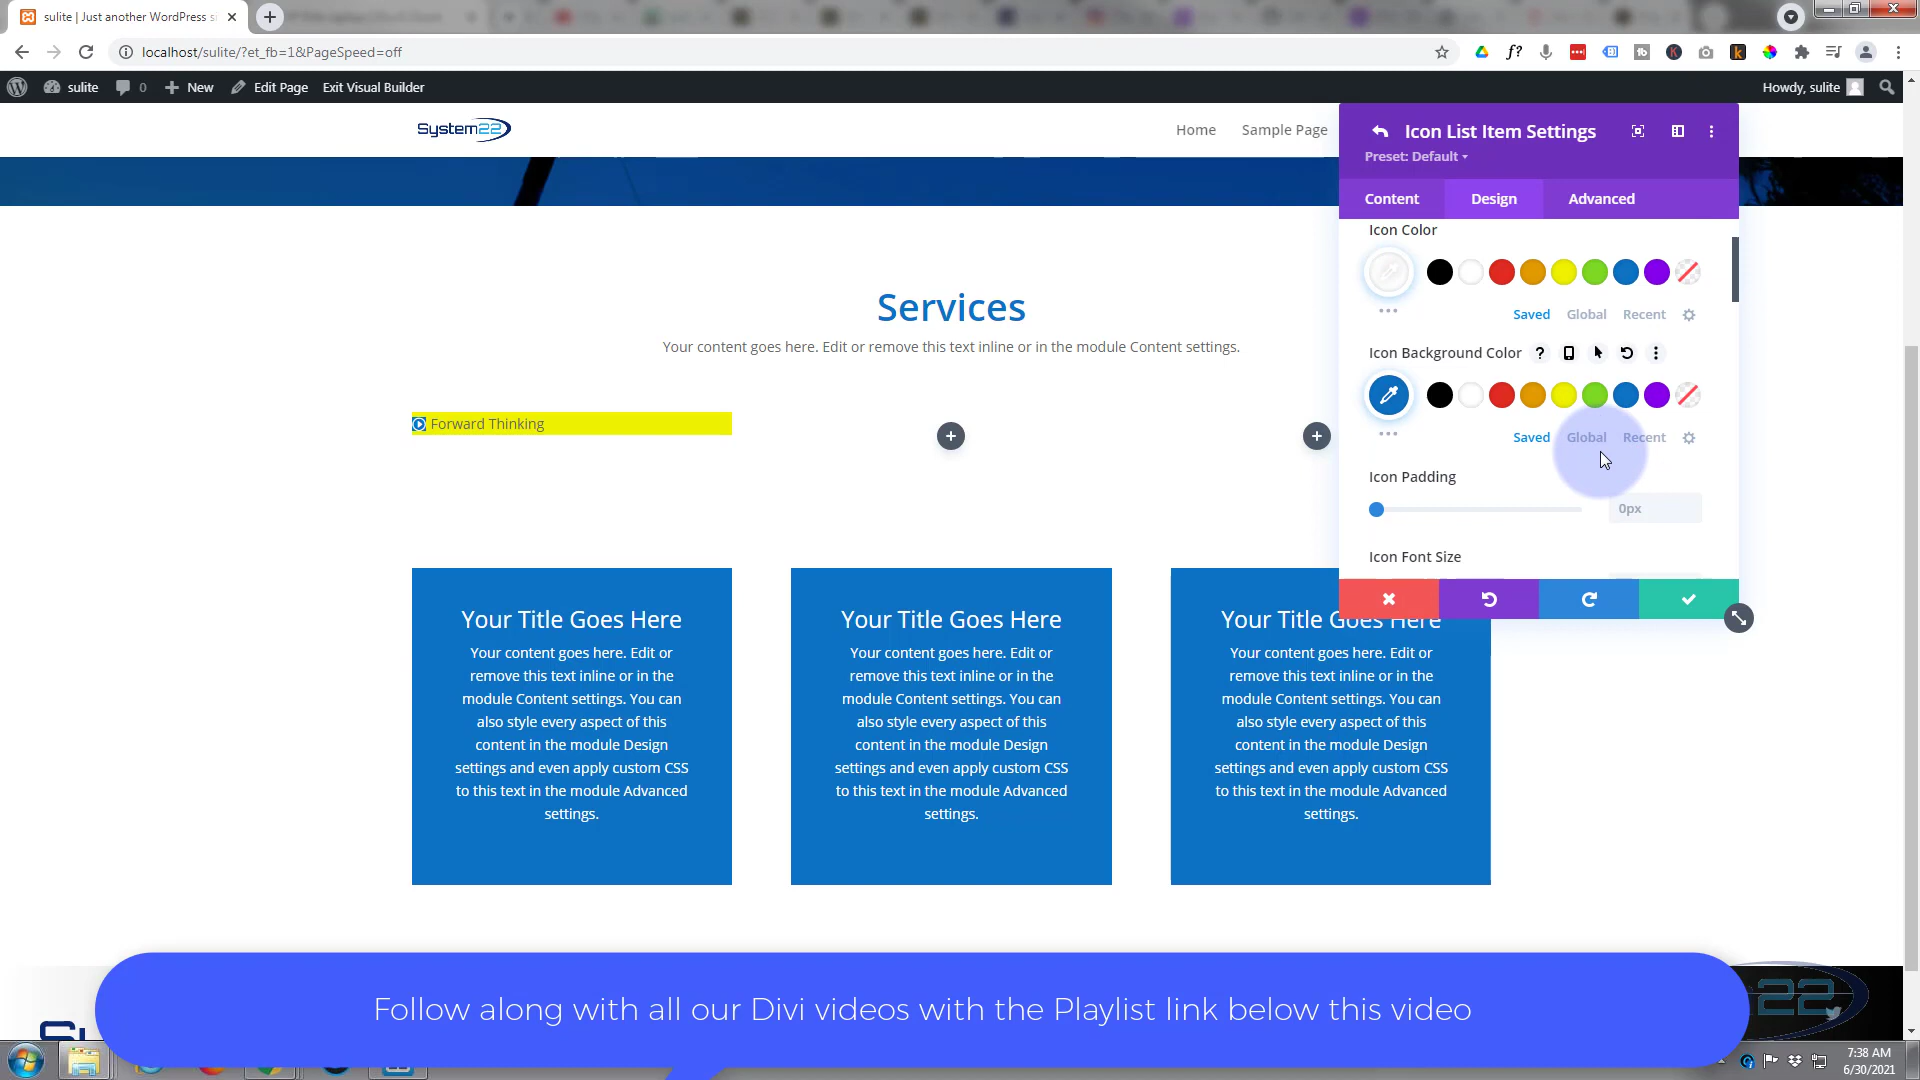 sulite | Just another WordPress si
localhost/sulite/?et_fb=1&PageSpeed=off
sulite 0 New Edit Page Exit Visual Builder Howdy, sulite
System22
Home Sample Page
Icon List Item Settings
Preset: Default
Content Design Advanced
Icon Color
Saved Global Recent
Icon Background Color
Saved Global Recent
Icon Padding
0px
Icon Font Size
Services
Your content goes here. Edit or remove this text inline or in the module Content settings.
Forward Thinking
Your Title Goes Here
Your content goes here. Edit or
remove this text inline or in the
module Content settings. You can
also style every aspect of this
content in the module Design
settings and even apply custom CSS
to this text in the module Advanced
settings.
Your Title Goes Here
Your content goes here. Edit or
remove this text inline or in the
module Content settings. You can
also style every aspect of this
content in the module Design
settings and even apply custom CSS
to this text in the module Advanced
settings.
Your Title Goes Here
Your content goes here. Edit or
remove this text inline or in the
module Content settings. You can
also style every aspect of this
content in the module Design
settings and even apply custom CSS
to this text in the module Advanced
settings.
Follow along with all our Divi videos with the Playlist link below this video
22
7:38 AM
6/30/2021